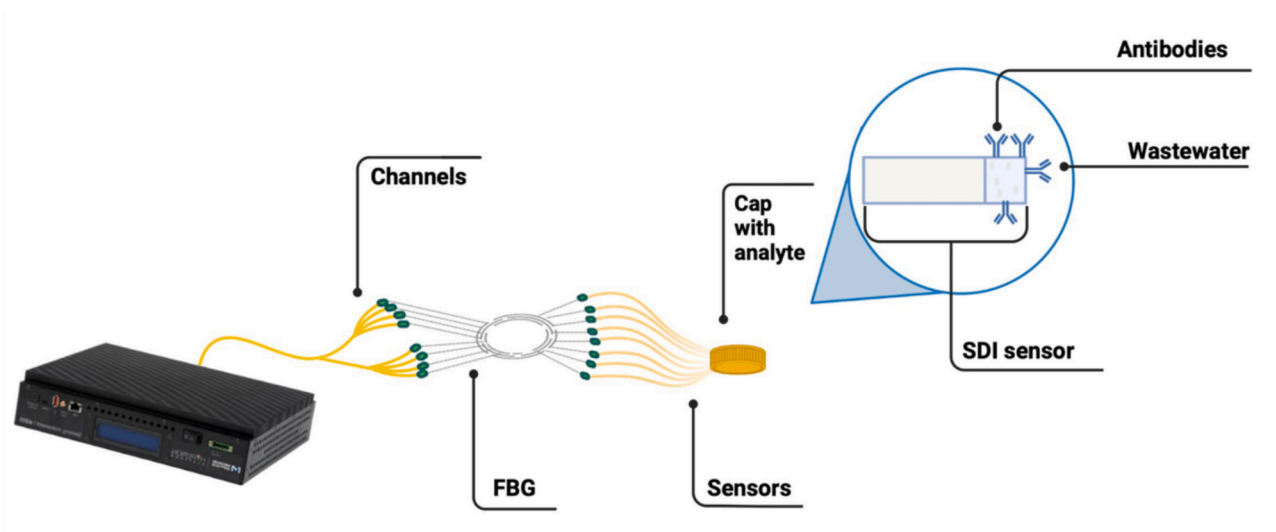 Antibodies
Wastewater
Channels
Cap
with
analyte
SDI sensor
FBG
Sensors